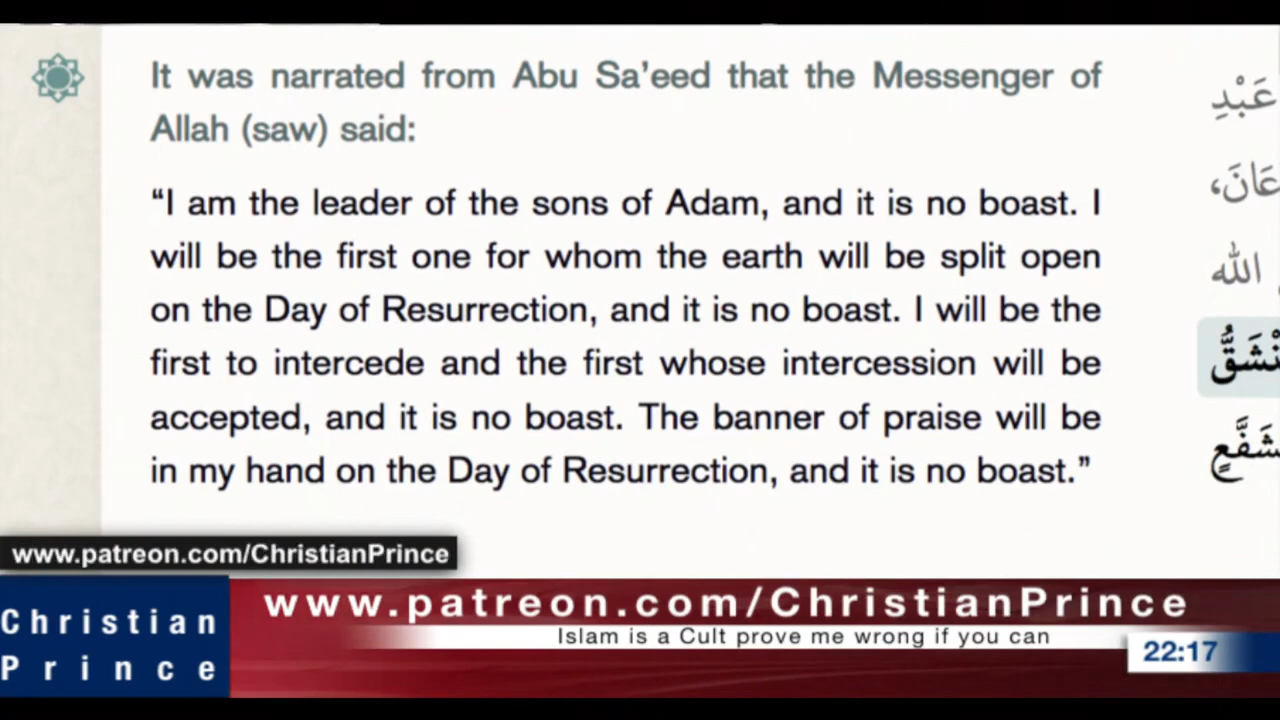 It was narrated from Abu Sa’eed that the Messenger of
Allah (saw) said:
“I am the leader of the sons of Adam, and it is no boast. I
will be the first one for whom the earth will be split open
on the Day of Resurrection, and it is no boast. I will be the
first to intercede and the first whose intercession will be
accepted, and it is no boast. The banner of praise will be
in my hand on the Day of Resurrection, and it is no boast.”
عَبْدِ
الله
www.patreon.com/ChristianPrince
www.patreon.com/ChristianPrince
Islam is a Cult prove me wrong if you can
Christian
Prince
22:17